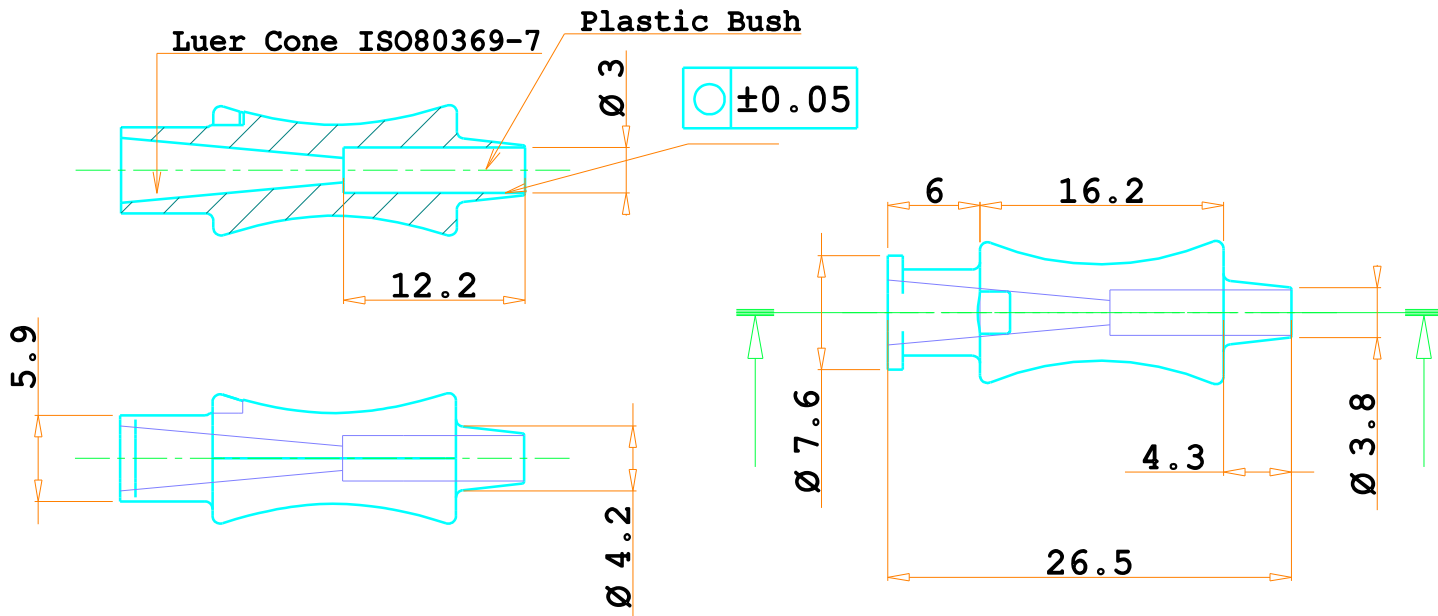 Plastic Bush
Luer Cone ISO80369-7
Ø 3
±0.05
12.2
6
16.2
5.9
Ø 7.6
4.3
Ø 3.8
Ø 4.2
26.5